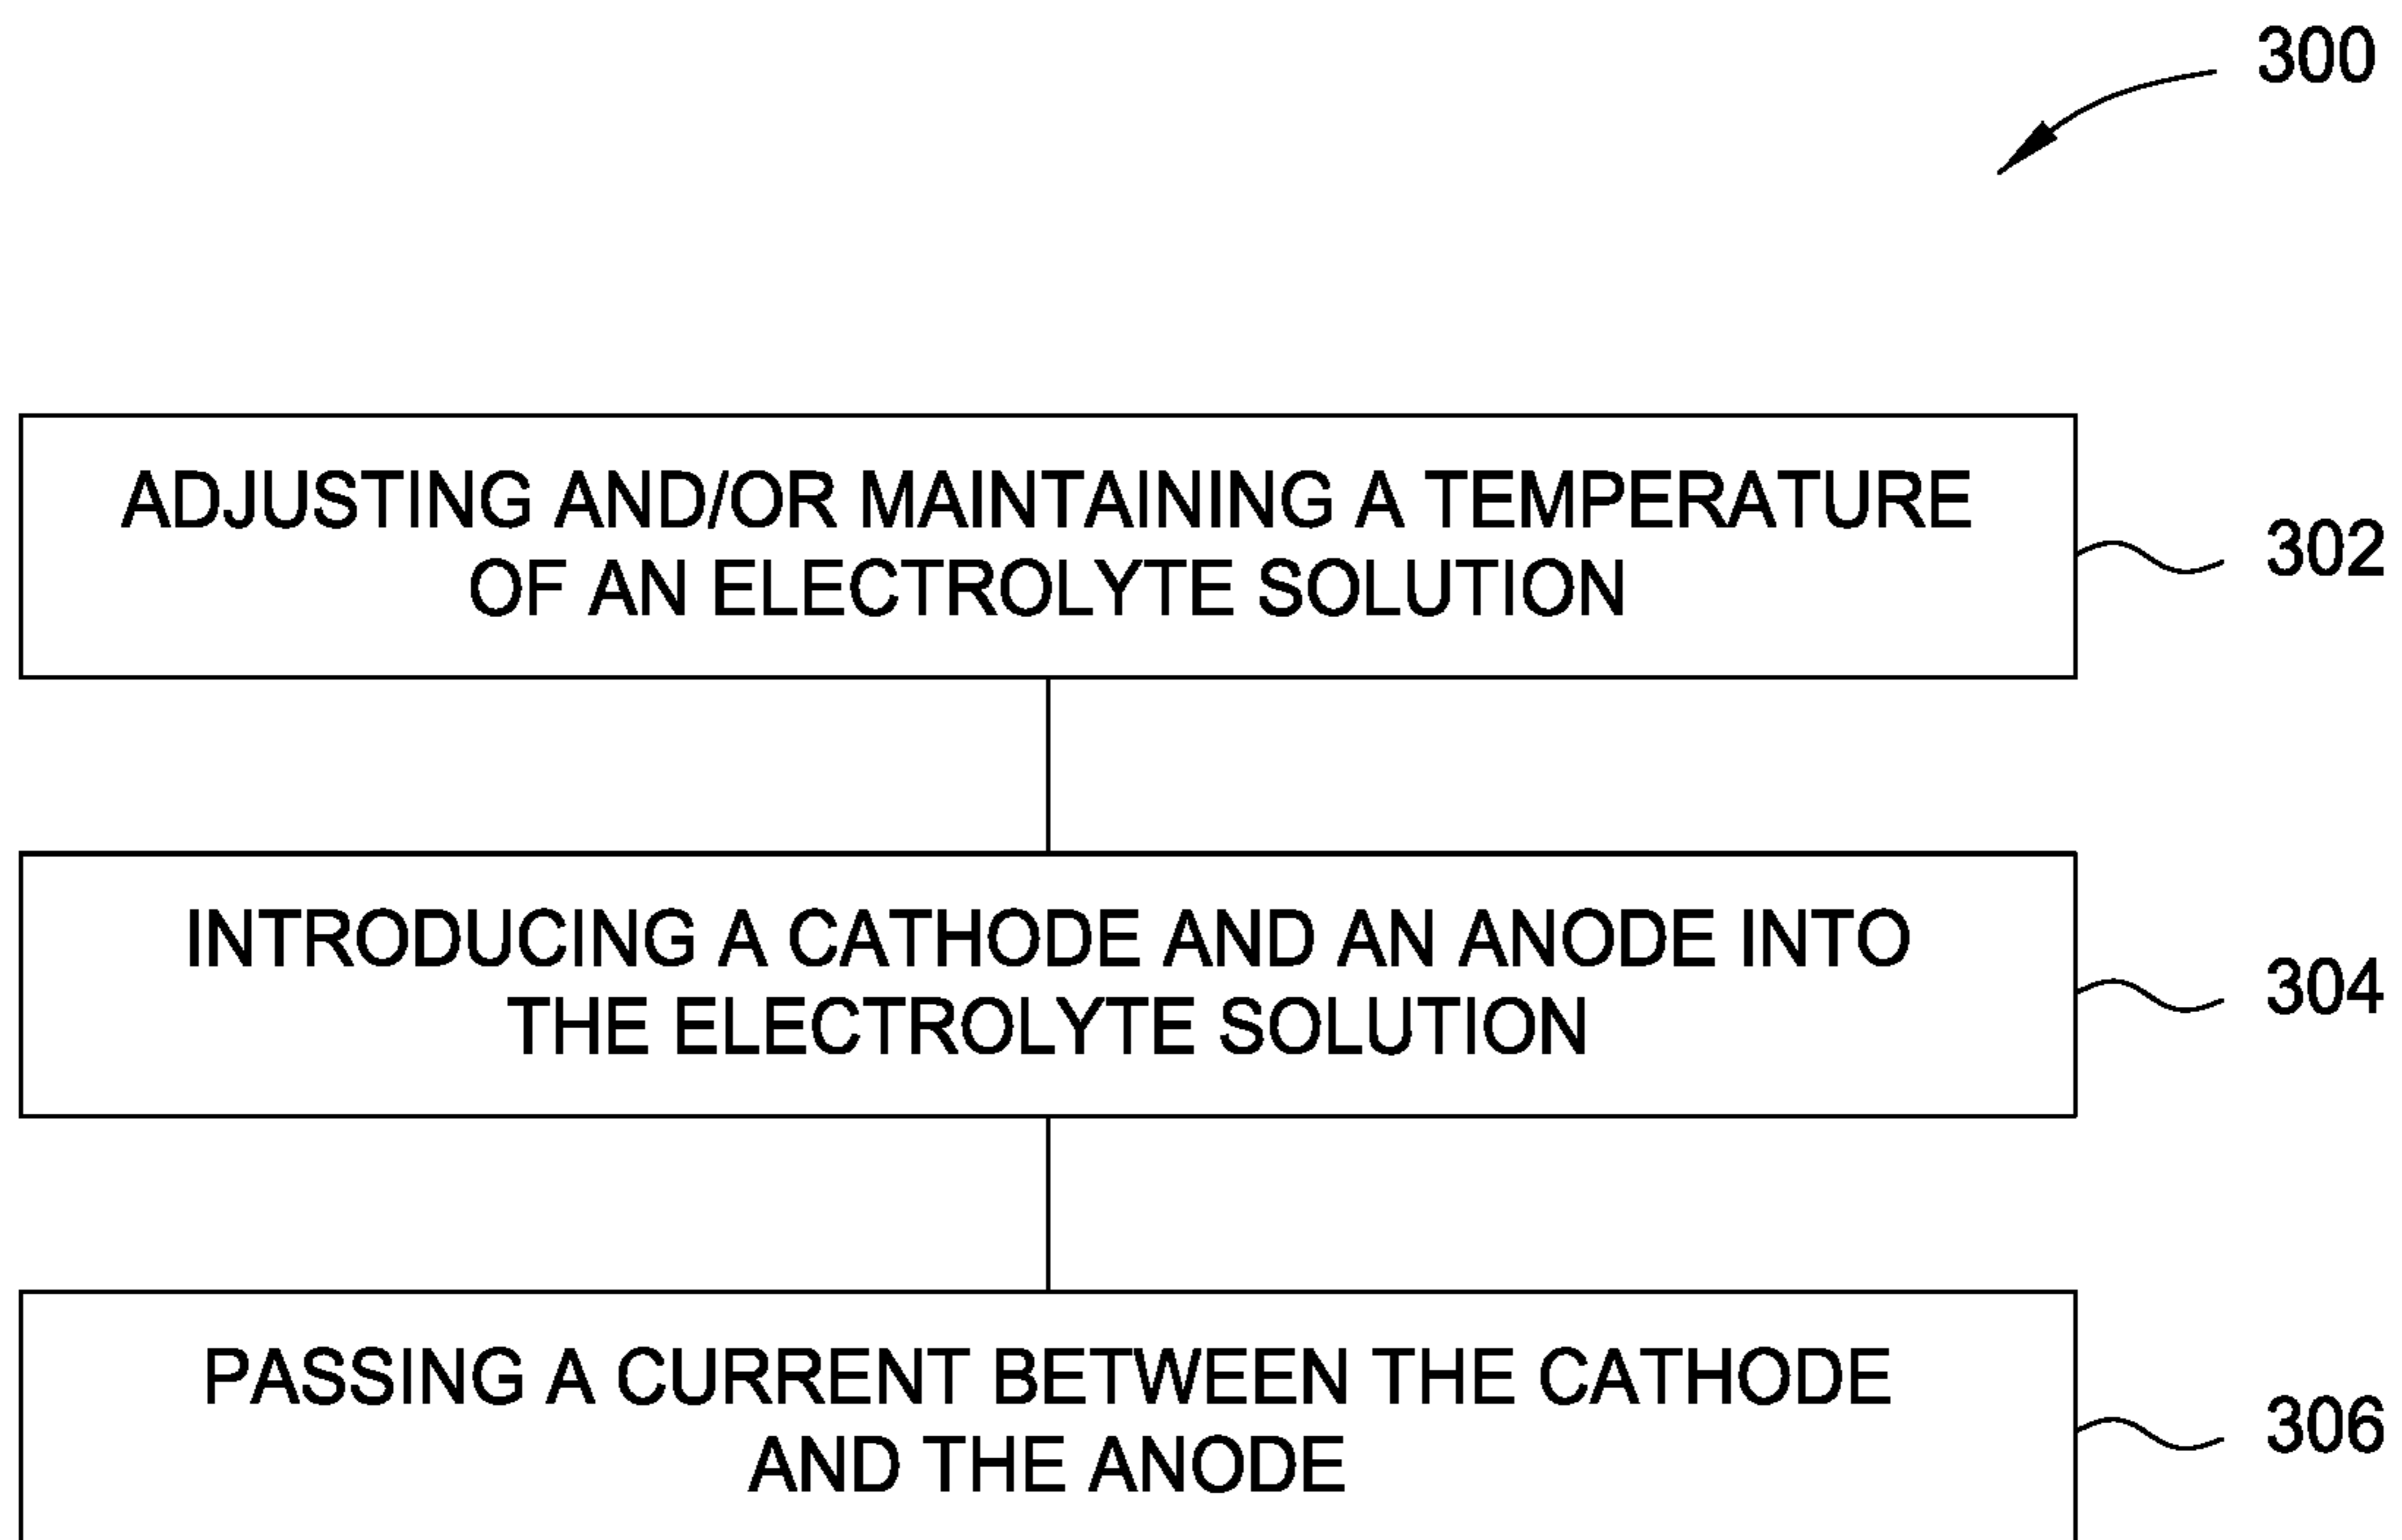 300
ADJUSTING AND/OR MAINTAINING A TEMPERATURE
OF AN ELECTROLYTE SOLUTION
302
INTRODUCING A CATHODE AND AN ANODE INTO
THE ELECTROLYTE SOLUTION
304
PASSING A CURRENT BETWEEN THE CATHODE
AND THE ANODE
306